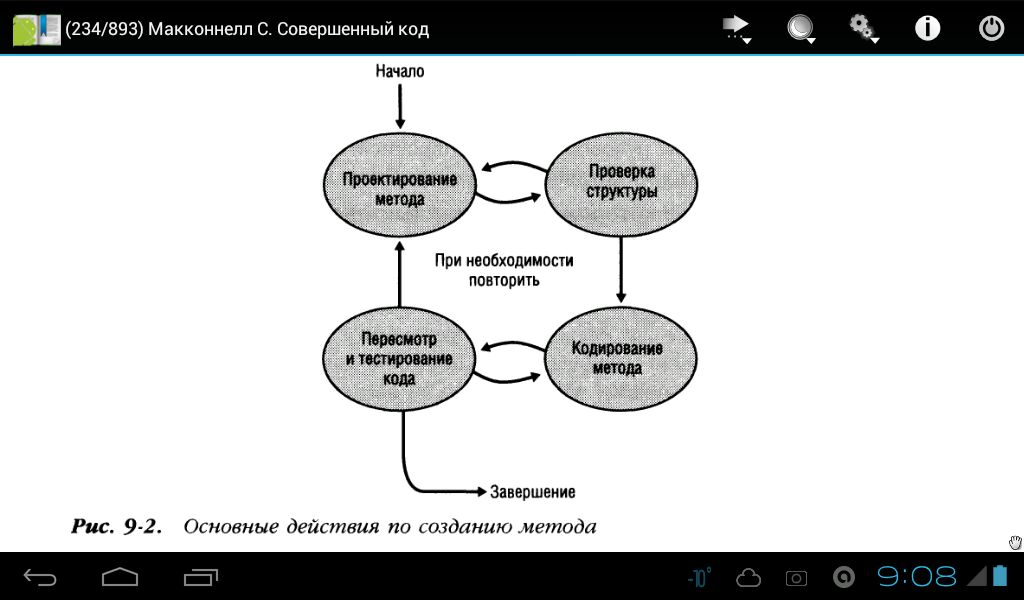 (234/893) Макконнелл С. Совершенный код
Начало
Проектирование
метода
Проверка
структуры
При необходимости
повторить
Пересмотр
и тестирование
кода
Кодирование
метода
Завершение
Рис. 9-2. Основные действия по созданию метода
-10°
9:08